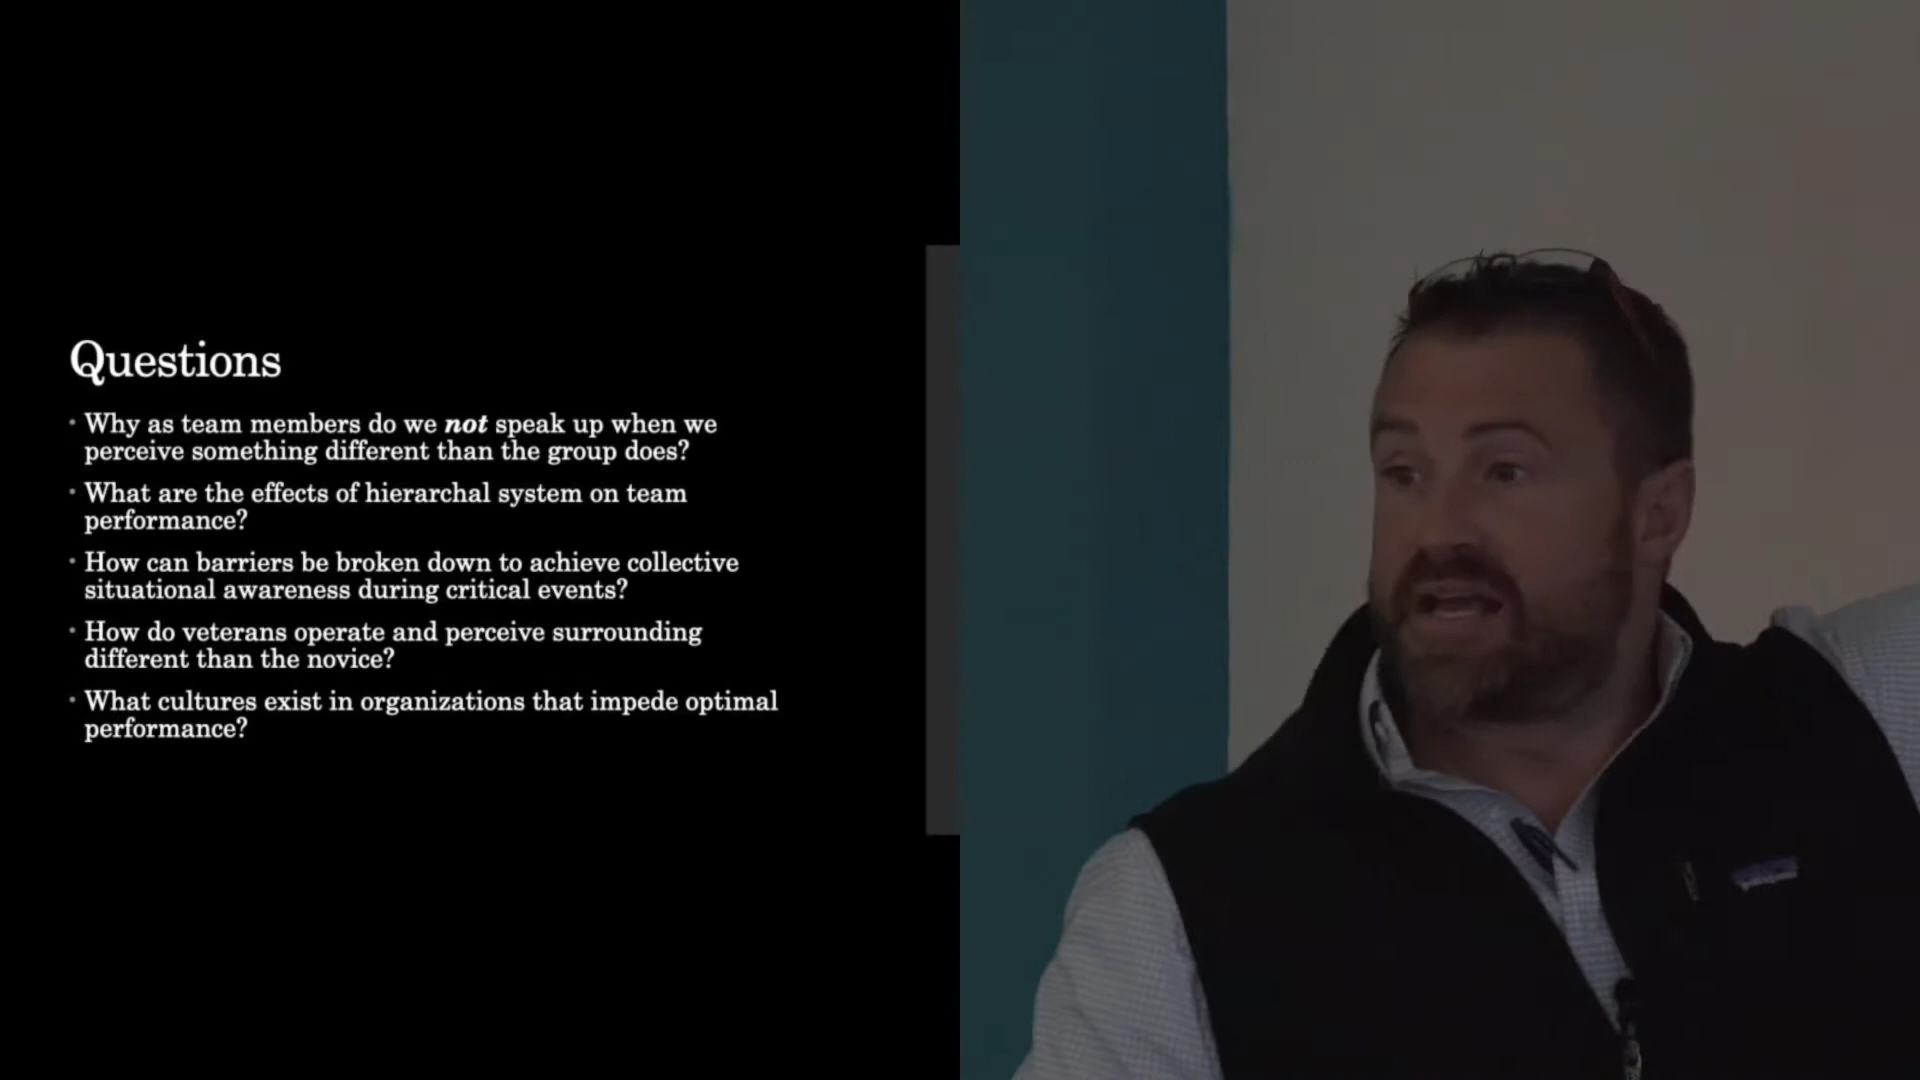 Questions
• Why as team members do we not speak up when we
perceive something different than the group does?
• What are the effects of hierarchal system on team
performance?
• How can barriers be broken down to achieve collective
situational awareness during critical events?
• How do veterans operate and perceive surrounding
different than the novice?
• What cultures exist in organizations that impede optimal
performance?